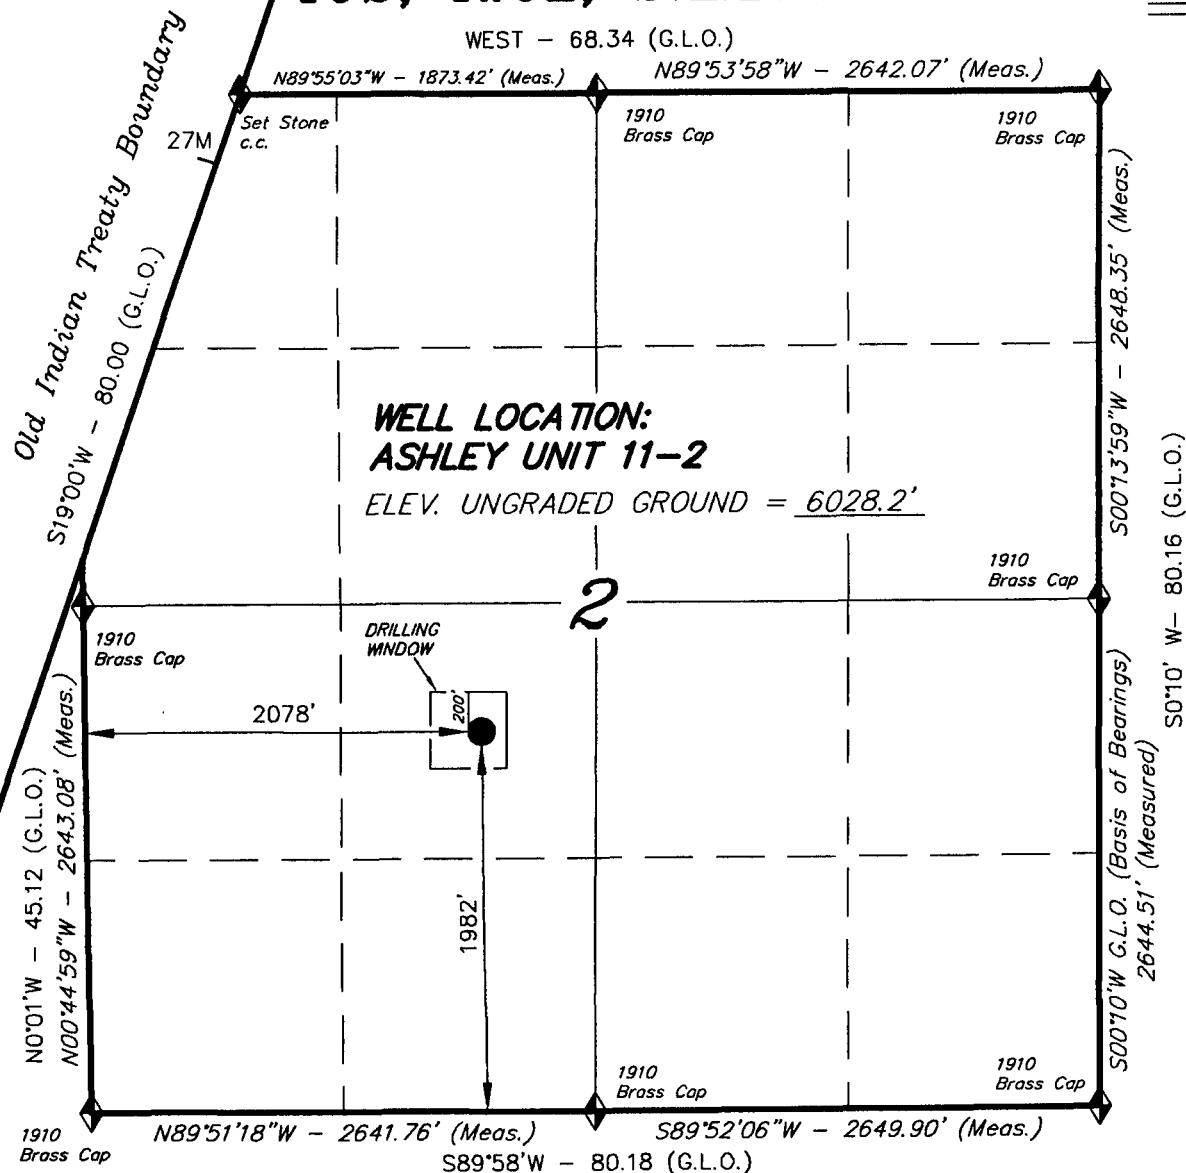 WEST – 68.34 (G.L.O.)
N89°55'03"W – 1873.42' (Meas.)
N89°53'58"W – 2642.07' (Meas.)
Old Indian Treaty Boundary
27M
Set Stone
c.c.
1910
Brass Cap
1910
Brass Cap
S19°00'W – 80.00 (G.L.O.)
S00°13'59"W – 2648.35' (Meas.)
WELL LOCATION:
ASHLEY UNIT 11–2
ELEV. UNGRADED GROUND = 6028.2'
S0°10' W– 80.16 (G.L.O.)
1910
Brass Cap
2
1910
Brass Cap
DRILLING
WINDOW
200'
2078'
1982'
N0°01'W – 45.12 (G.L.O.)
N00°44'59"W – 2643.08' (Meas.)
S00°10'W G.L.O. (Basis of Bearings)
2644.51' (Measured)
1910
Brass Cap
1910
Brass Cap
1910
Brass Cap
N89°51'18"W – 2641.76' (Meas.)
S89°52'06"W – 2649.90' (Meas.)
S89°58'W – 80.18 (G.L.O.)